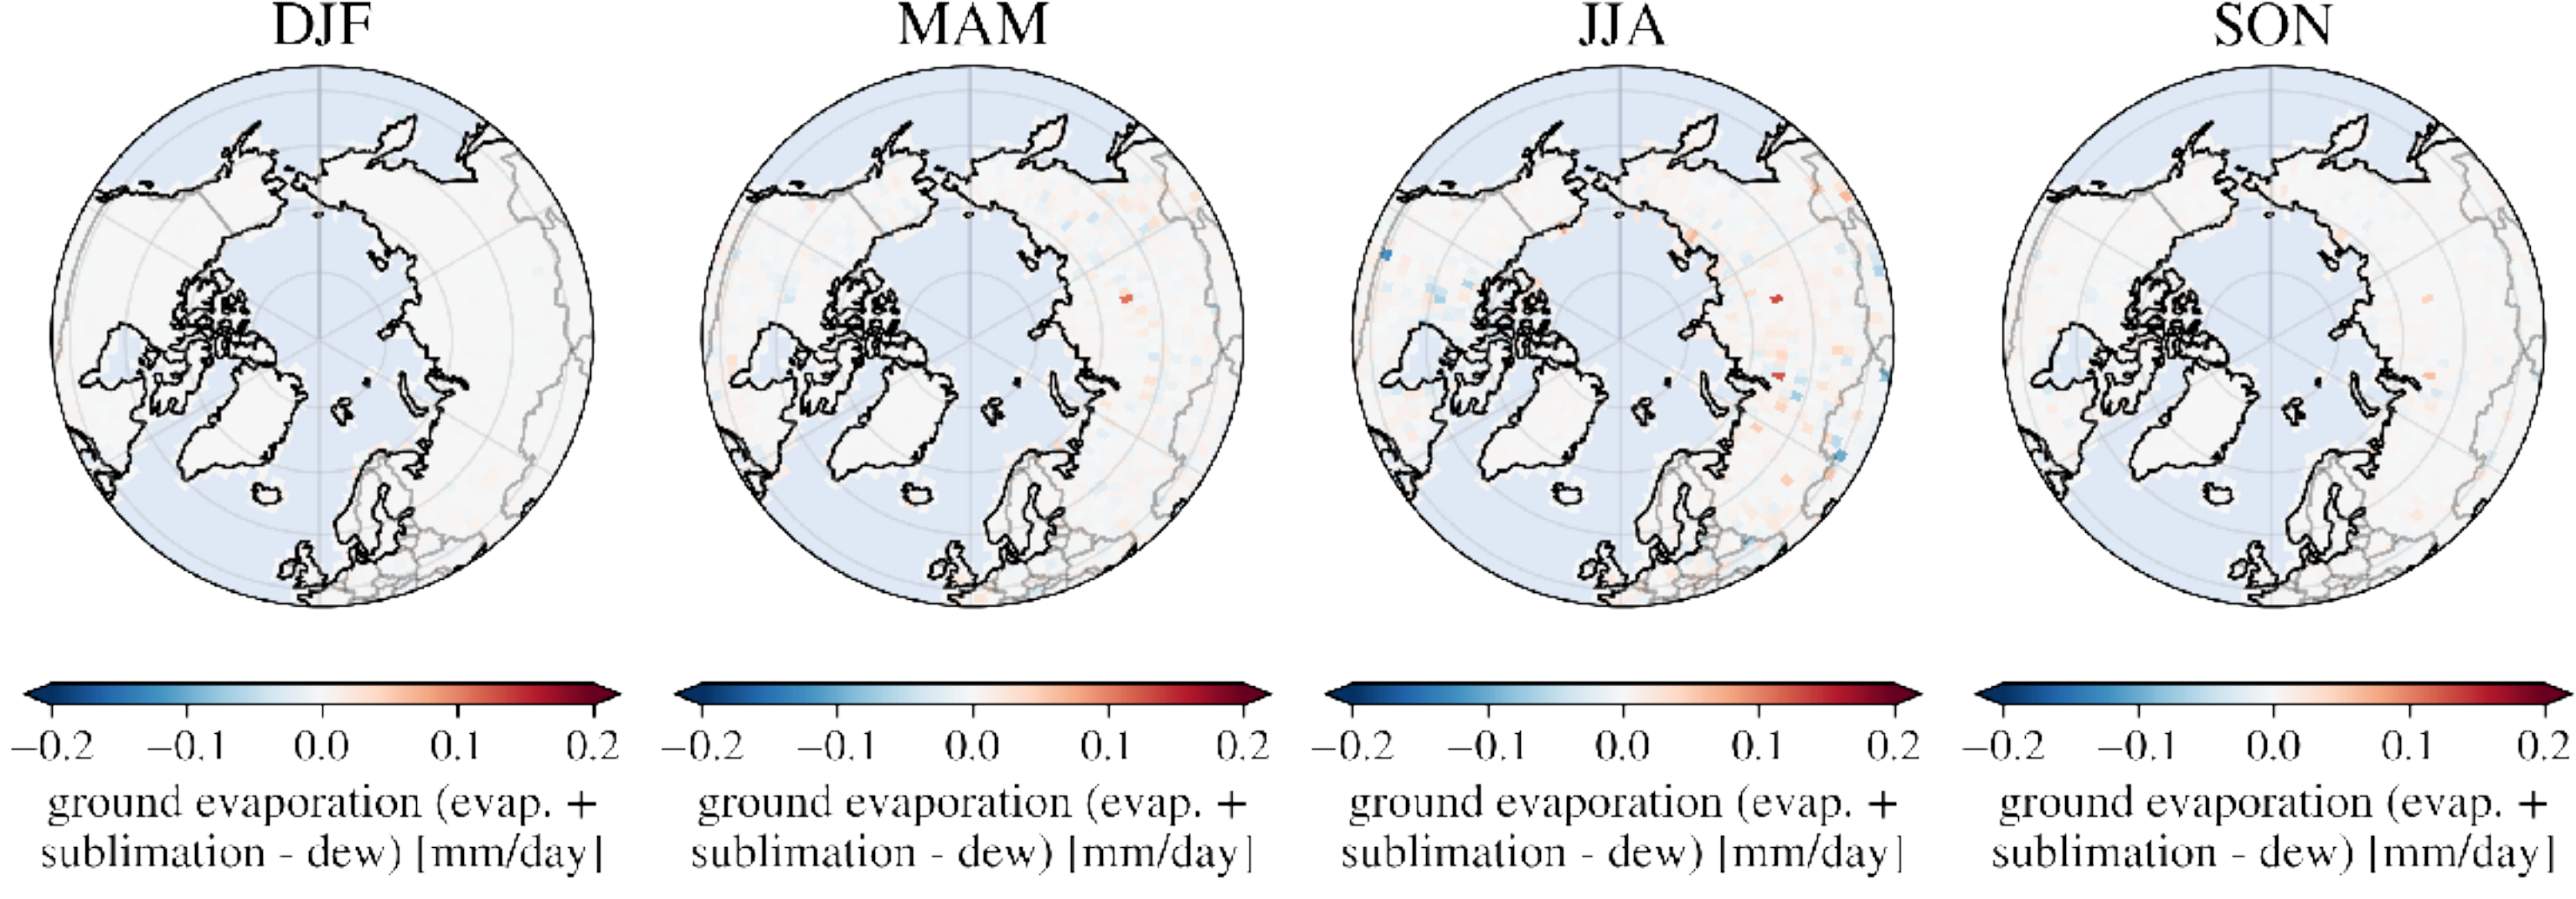 DJF MAM JJA SON
−0.2 −0.1 0.0 0.1 0.2 −0.2 −0.1 0.0 0.1 0.2 −0.2 −0.1 0.0 0.1 0.2 −0.2 −0.1 0.0 0.1 0.2
ground evaporation (evap. +
sublimation - dew) [mm/day]
ground evaporation (evap. +
sublimation - dew) [mm/day]
ground evaporation (evap. +
sublimation - dew) [mm/day]
ground evaporation (evap. +
sublimation - dew) [mm/day]